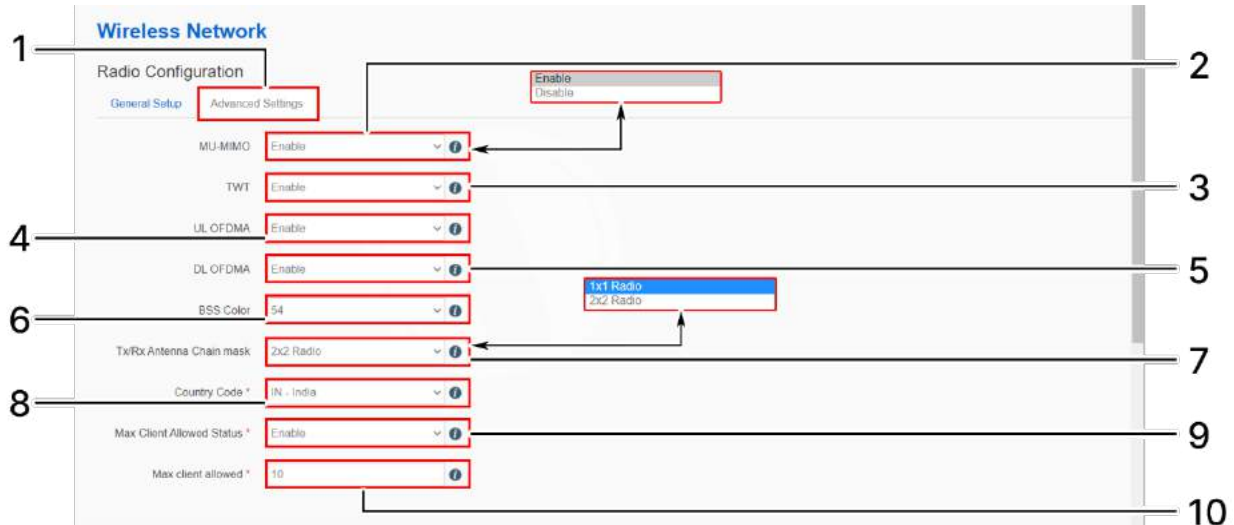 Wireless Network
1
Radio Configuration
2
Enable
Disable
General Setup Advanced Settings
MU-MIMO Enable
TWT Enable
3
UL OFDMA Enable
4
DL OFDMA Enable
5
1x1 Radio
2x2 Radio
BSS Color 54
6
Tx/Rx Antenna Chain mask 2x2 Radio
7
Country Code * IN - India
8
Max Client Allowed Status * Enable
9
Max client allowed * 10
10